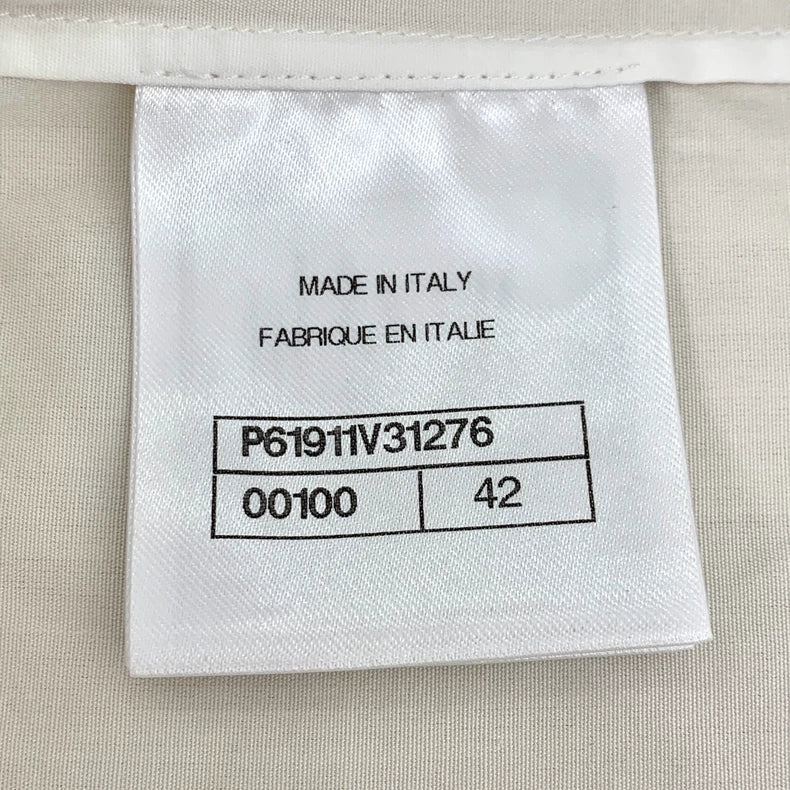 MADE IN ITALY
FABRIQUE EN ITALIE
P61911V31276
00100 42